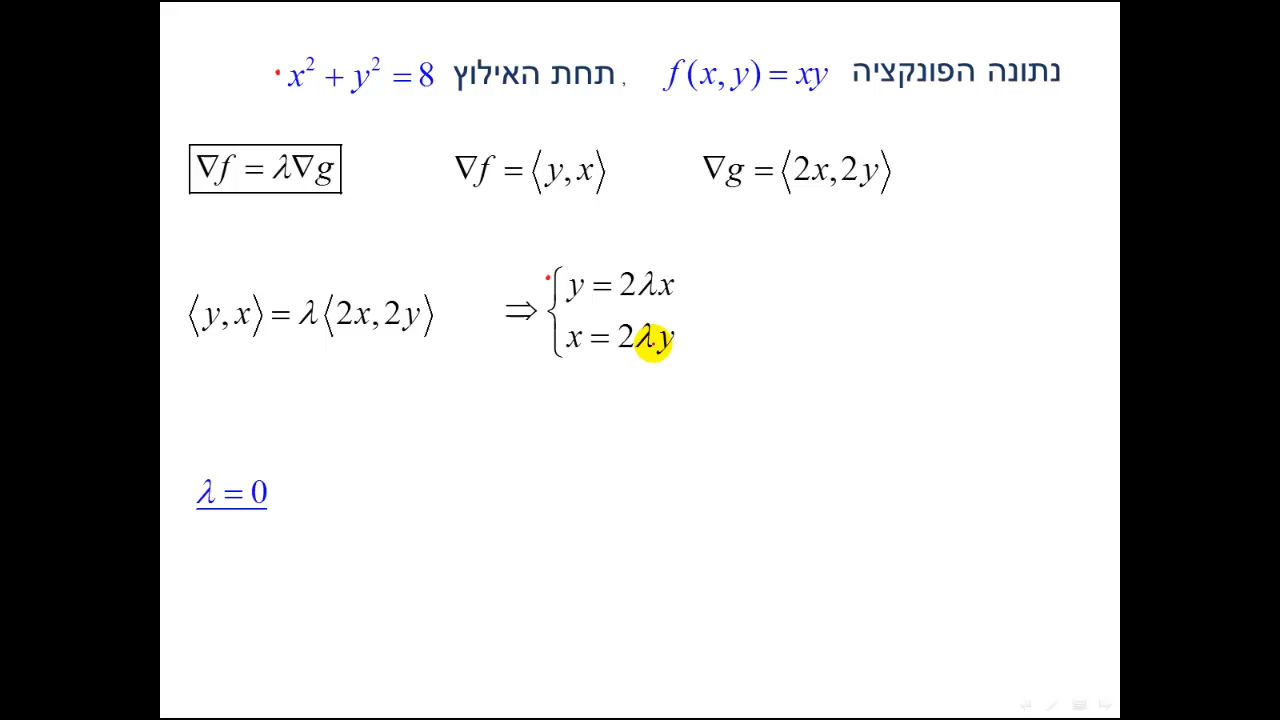 נתונה הפונקציה f(x, y) = xy , תחת האילוץ x² + y² = 8
∇f = λ∇g ∇f = ⟨y, x⟩ ∇g = ⟨2x, 2y⟩
⟨y, x⟩ = λ⟨2x, 2y⟩ ⇒ { y = 2λx
x = 2λy
λ = 0